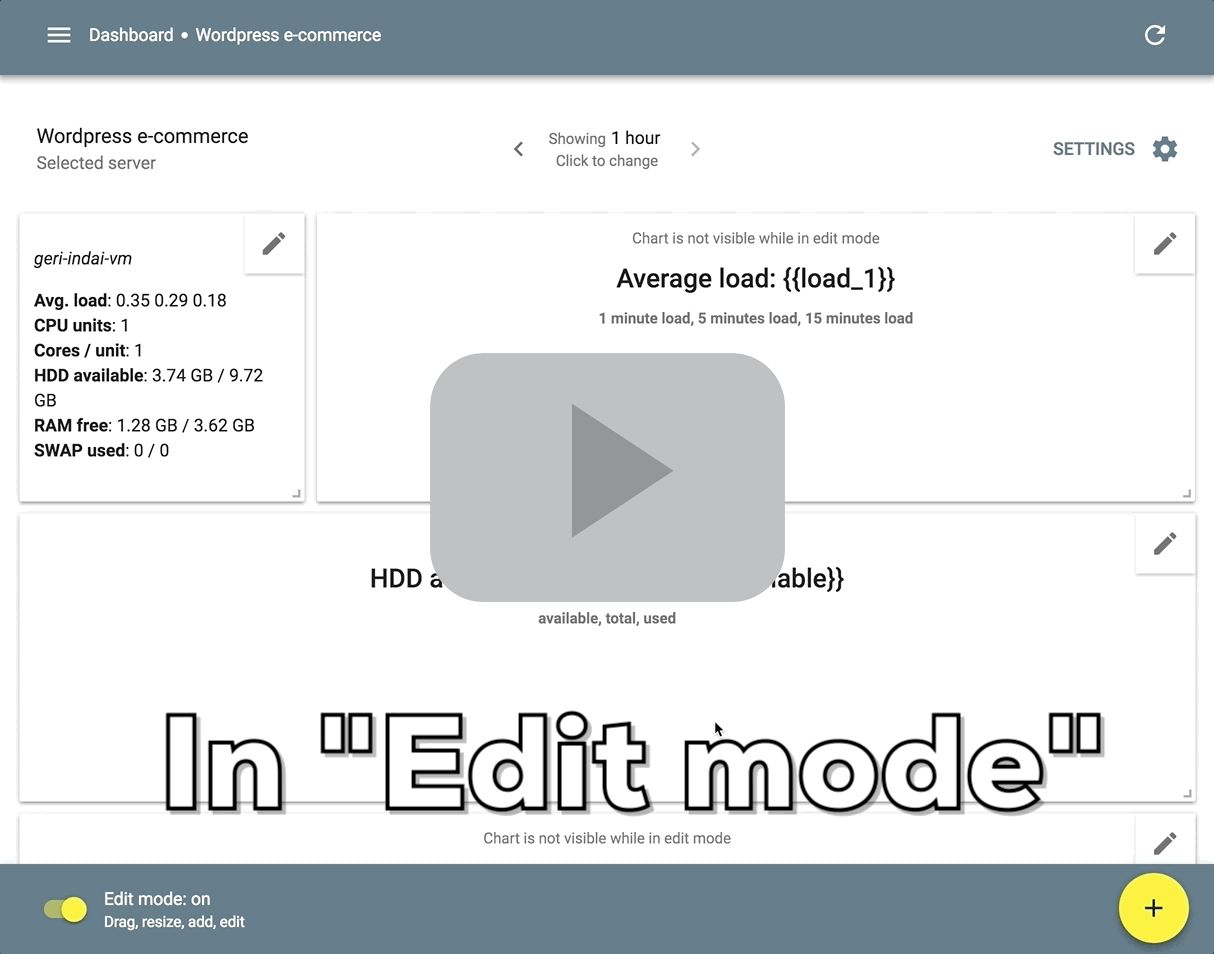 Dashboard • Wordpress e-commerce
Wordpress e-commerce
Selected server
Showing 1 hour
Click to change
SETTINGS
geri-indai-vm
Avg. load: 0.35 0.29 0.18
CPU units: 1
Cores / unit: 1
HDD available: 3.74 GB / 9.72
GB
RAM free: 1.28 GB / 3.62 GB
SWAP used: 0 / 0
Chart is not visible while in edit mode
Average load: {{load_1}}
1 minute load, 5 minutes load, 15 minutes load
HDD
available, total, used
In "Edit mode"
Chart is not visible while in edit mode
Edit mode: on
Drag, resize, add, edit